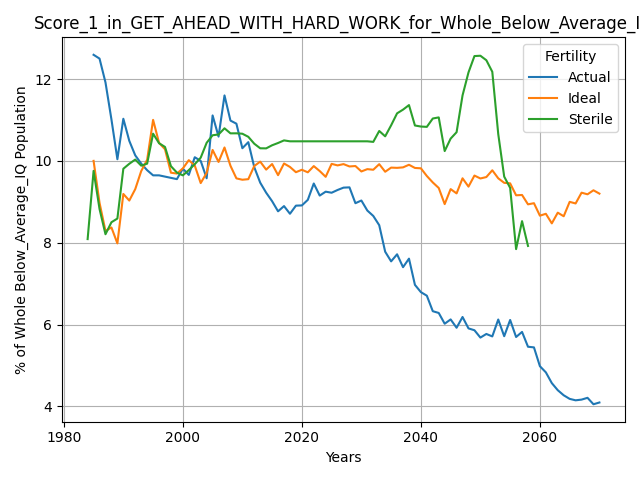 Score_1_in_GET_AHEAD_WITH_HARD_WORK_for_Whole_Below_Average_I
Fertility
Actual
Ideal
Sterile
% of Whole Below_Average_IQ Population
12
10
8
6
4
1980 2000 2020 2040 2060
Years